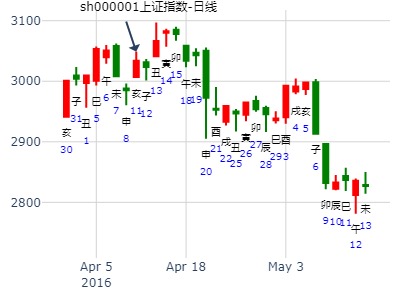 sh000001上证指数-日线
3100
3000
2900
2800
亥
30
子
31
丑
1
巳
5
午
6
未
7
申
8
亥
11
子
12
丑
13
寅
14
卯
15
午
18
未
19
申
20
酉
21
戌
22
丑
25
寅
26
卯
27
辰
28
巳
29
酉
3
戌
4
亥
5
子
6
卯
9
辰
10
巳
11
午
12
未
13
Apr 5
2016
Apr 18
May 3